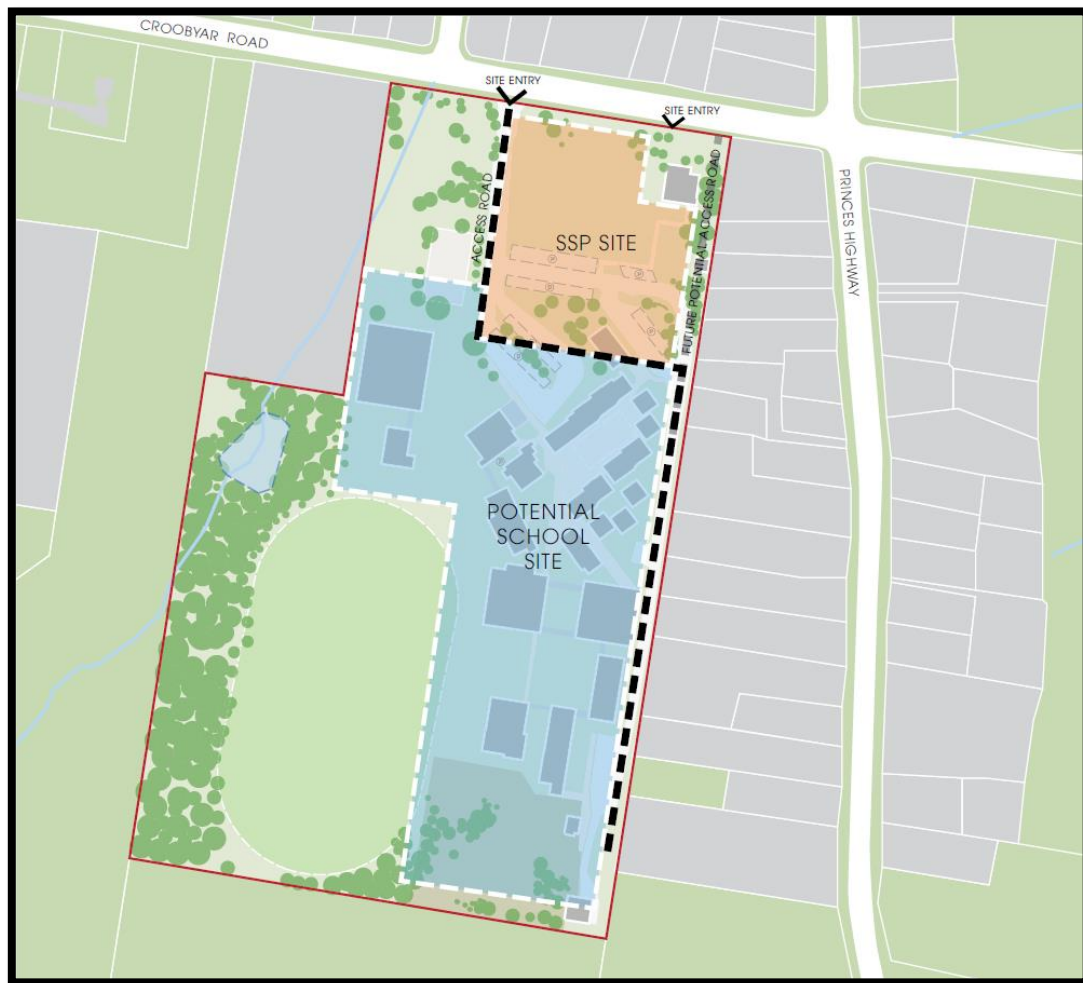 CROOBYAR ROAD
SITE ENTRY
SITE ENTRY
ACCESS ROAD
SSP SITE
FUTURE POTENTIAL ACCESS ROAD
PRINCES HIGHWAY
POTENTIAL
SCHOOL
SITE